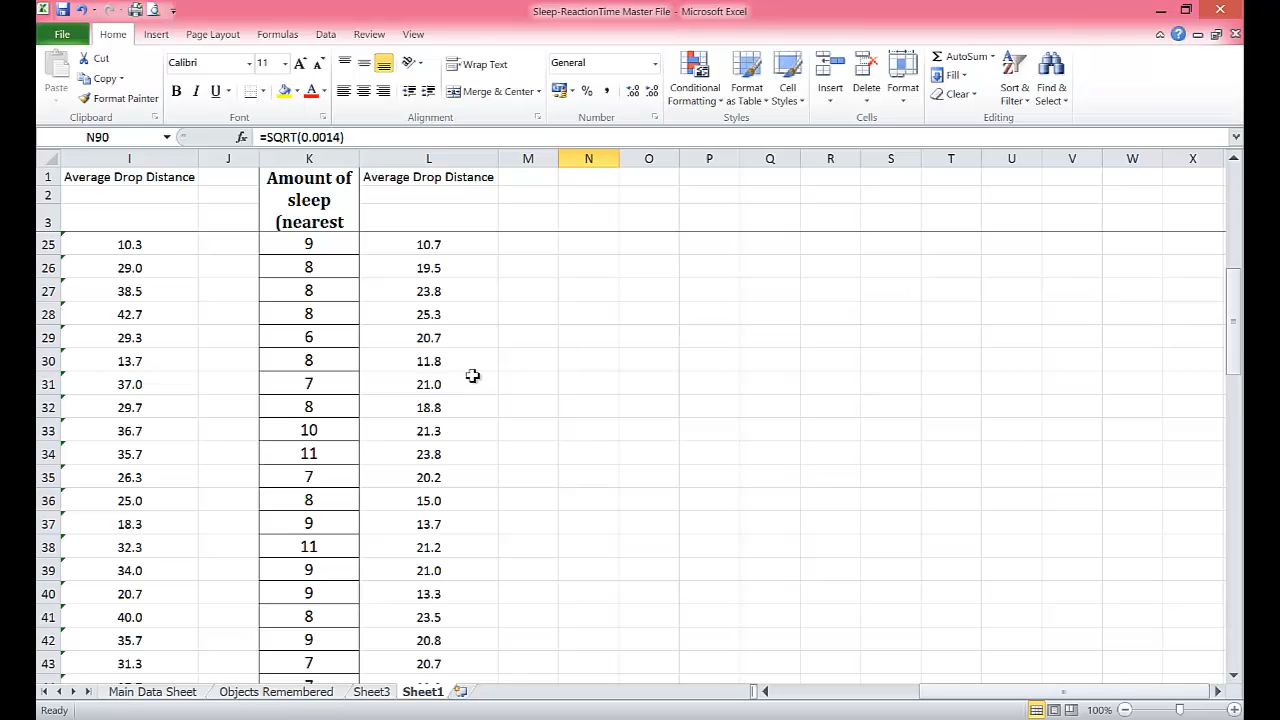 Sleep-ReactionTime Master File - Microsoft Excel
File Home Insert Page Layout Formulas Data Review View
Paste
Cut
Copy
Format Painter
Clipboard
Calibri 11
B I U
Font
Wrap Text
Merge & Center
Alignment
General
%
Number
Conditional Formatting
Format as Table
Cell Styles
Styles
Insert
Delete
Format
Cells
AutoSum
Fill
Clear
Sort & Filter
Find & Select
Editing
N90 fx =SQRT(0.0014)
I J K L M N O P Q R S T U V W X
1 Average Drop Distance Amount of Average Drop Distance
2 sleep
3 (nearest
25 10.3 9 10.7
26 29.0 8 19.5
27 38.5 8 23.8
28 42.7 8 25.3
29 29.3 6 20.7
30 13.7 8 11.8
31 37.0 7 21.0
32 29.7 8 18.8
33 36.7 10 21.3
34 35.7 11 23.8
35 26.3 7 20.2
36 25.0 8 15.0
37 18.3 9 13.7
38 32.3 11 21.2
39 34.0 9 21.0
40 20.7 9 13.3
41 40.0 8 23.5
42 35.7 9 20.8
43 31.3 7 20.7
Main Data Sheet Objects Remembered Sheet3 Sheet1
Ready 100%